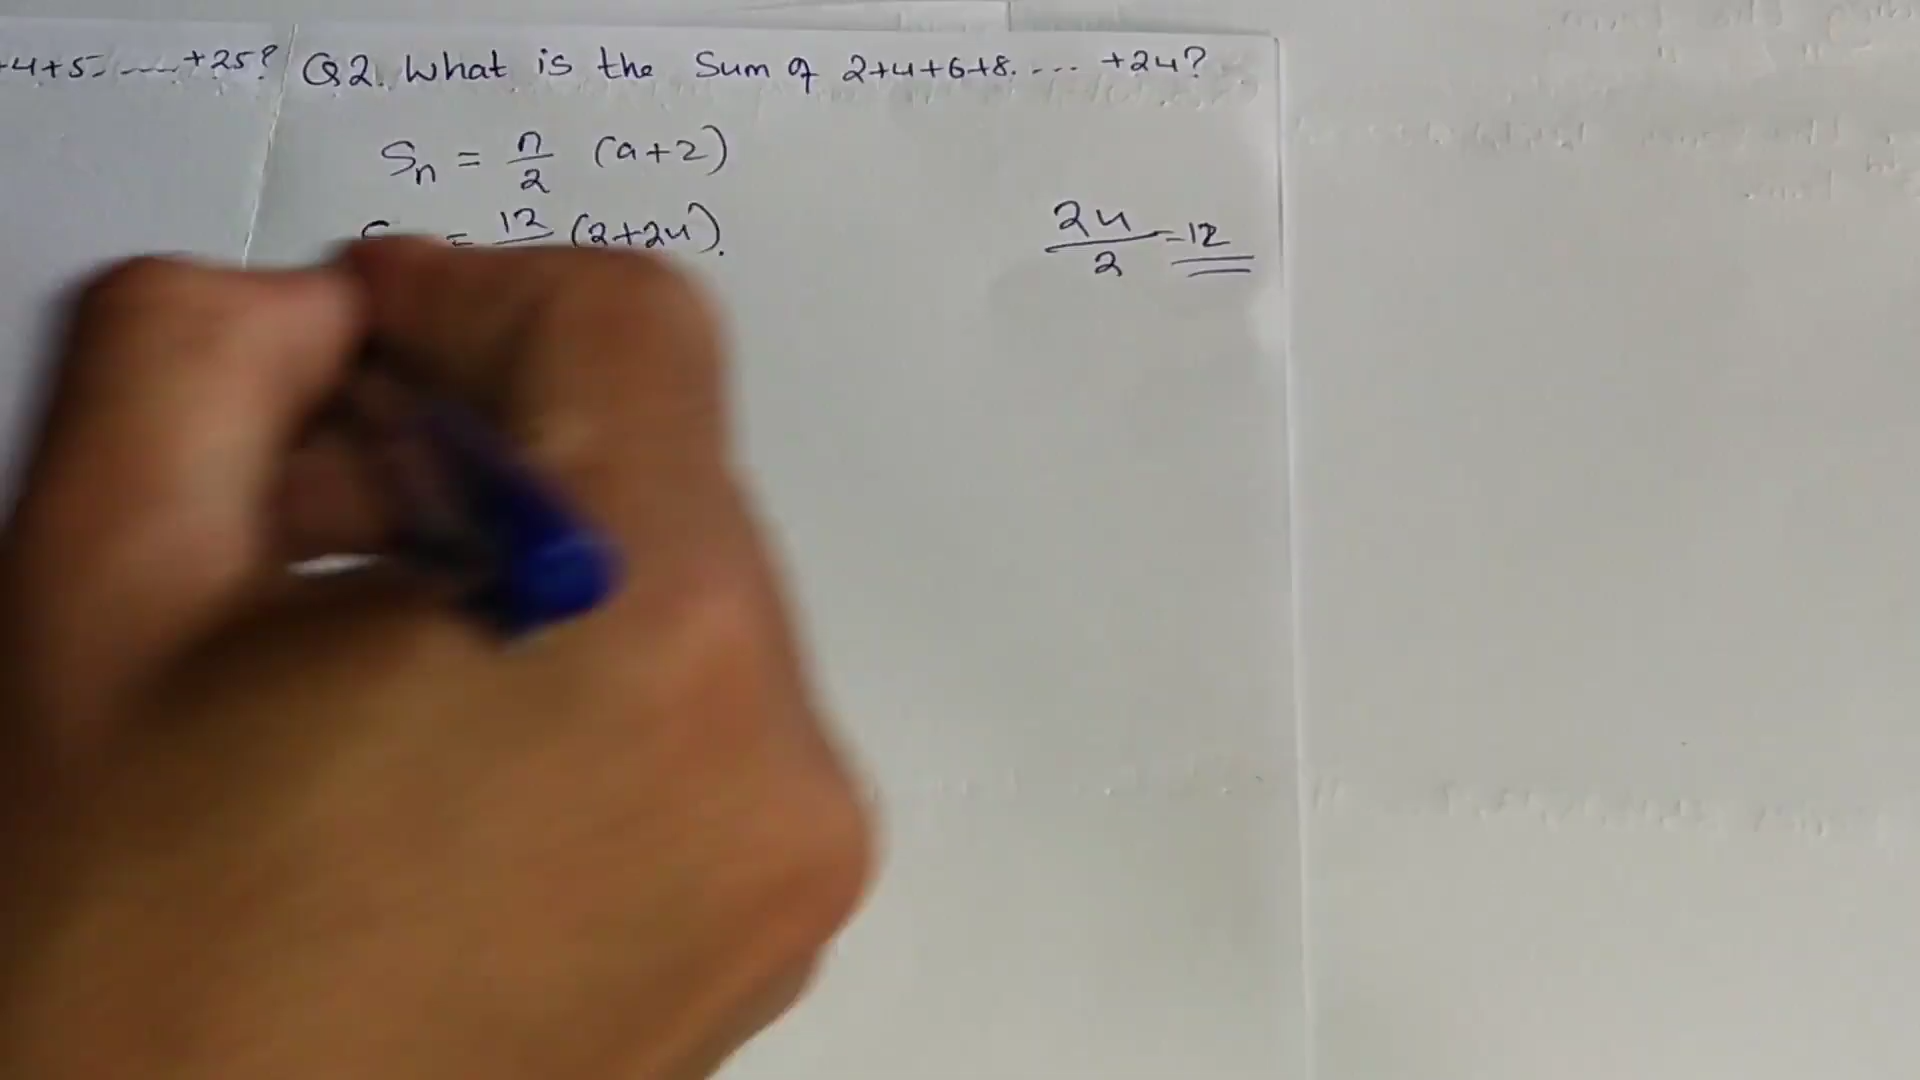 +4+5-.....+25? Q2. What is the Sum of 2+4+6+8..... +24?
Sn = n/2 (a+2)
= 12 (2+24).
24/2 =12